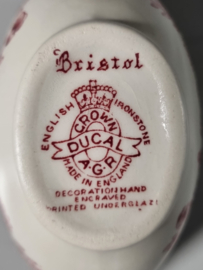 Bristol
ENGLISH IRONSTONE
CROWN
DUCAL
A.G.R
MADE IN ENGLAND
DECORATION HAND
ENGRAVED
PRINTED UNDERGLAZE